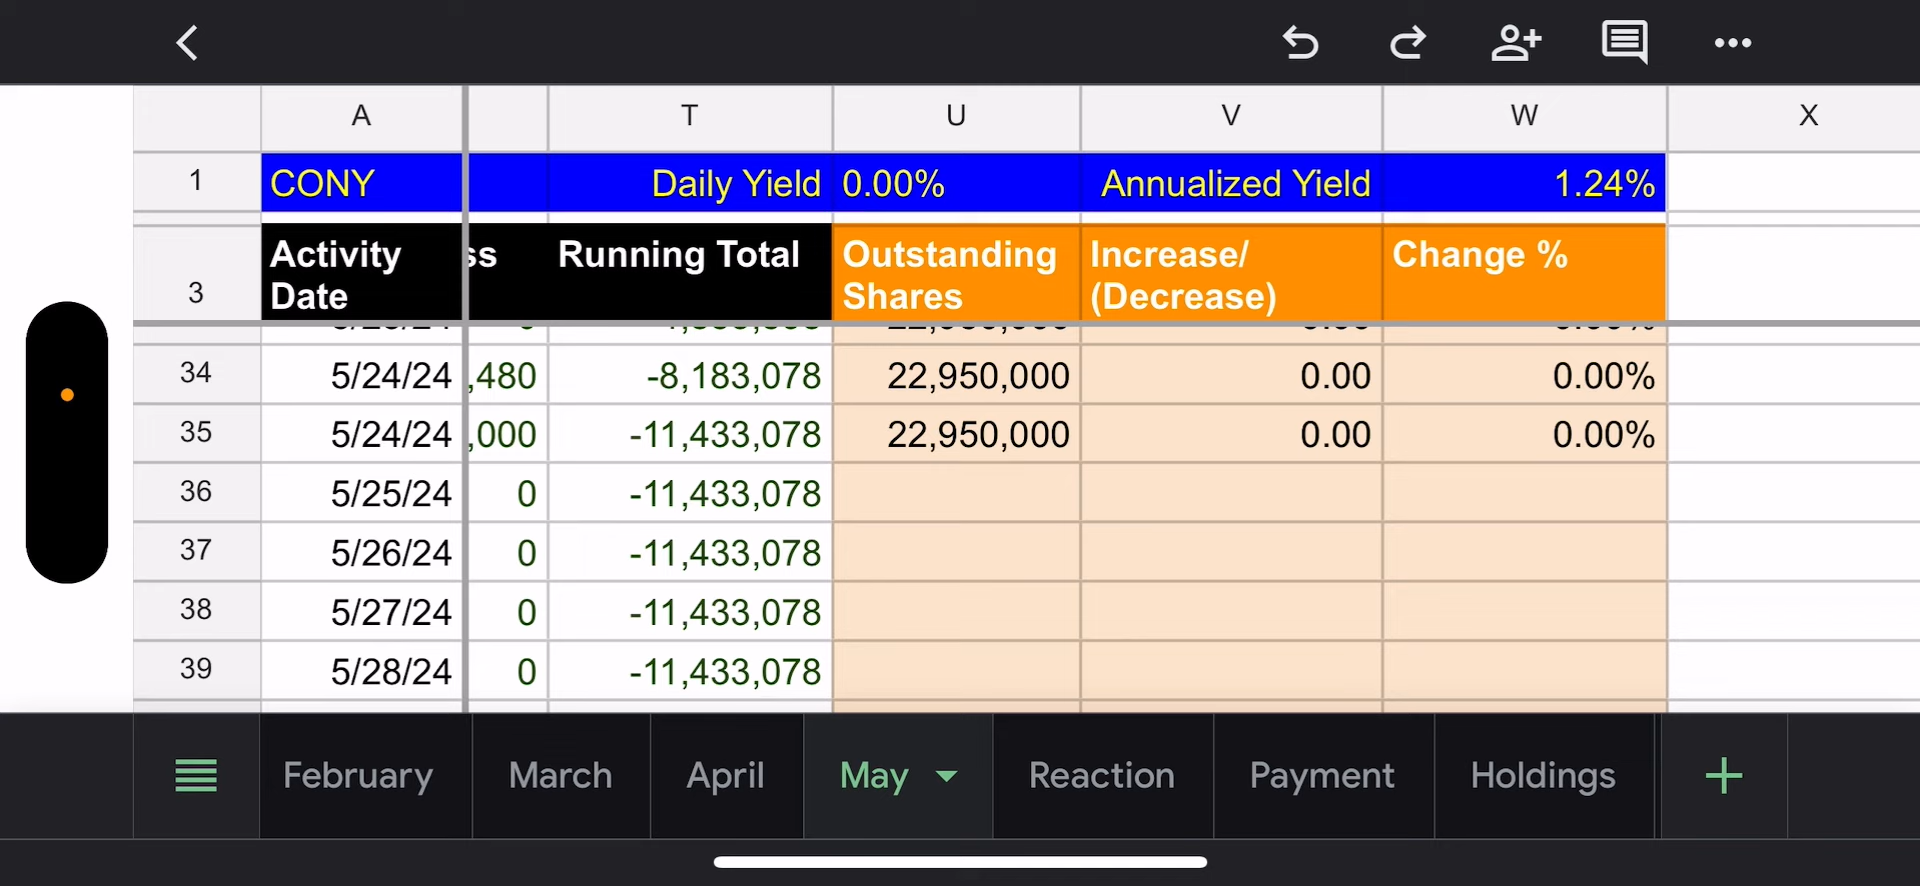 A T U V W X
1 CONY Daily Yield 0.00% Annualized Yield 1.24%
3 Activity Date ss Running Total Outstanding Shares Increase/ (Decrease) Change %
34 5/24/24 ,480 -8,183,078 22,950,000 0.00 0.00%
35 5/24/24 ,000 -11,433,078 22,950,000 0.00 0.00%
36 5/25/24 0 -11,433,078
37 5/26/24 0 -11,433,078
38 5/27/24 0 -11,433,078
39 5/28/24 0 -11,433,078
February March April May Reaction Payment Holdings